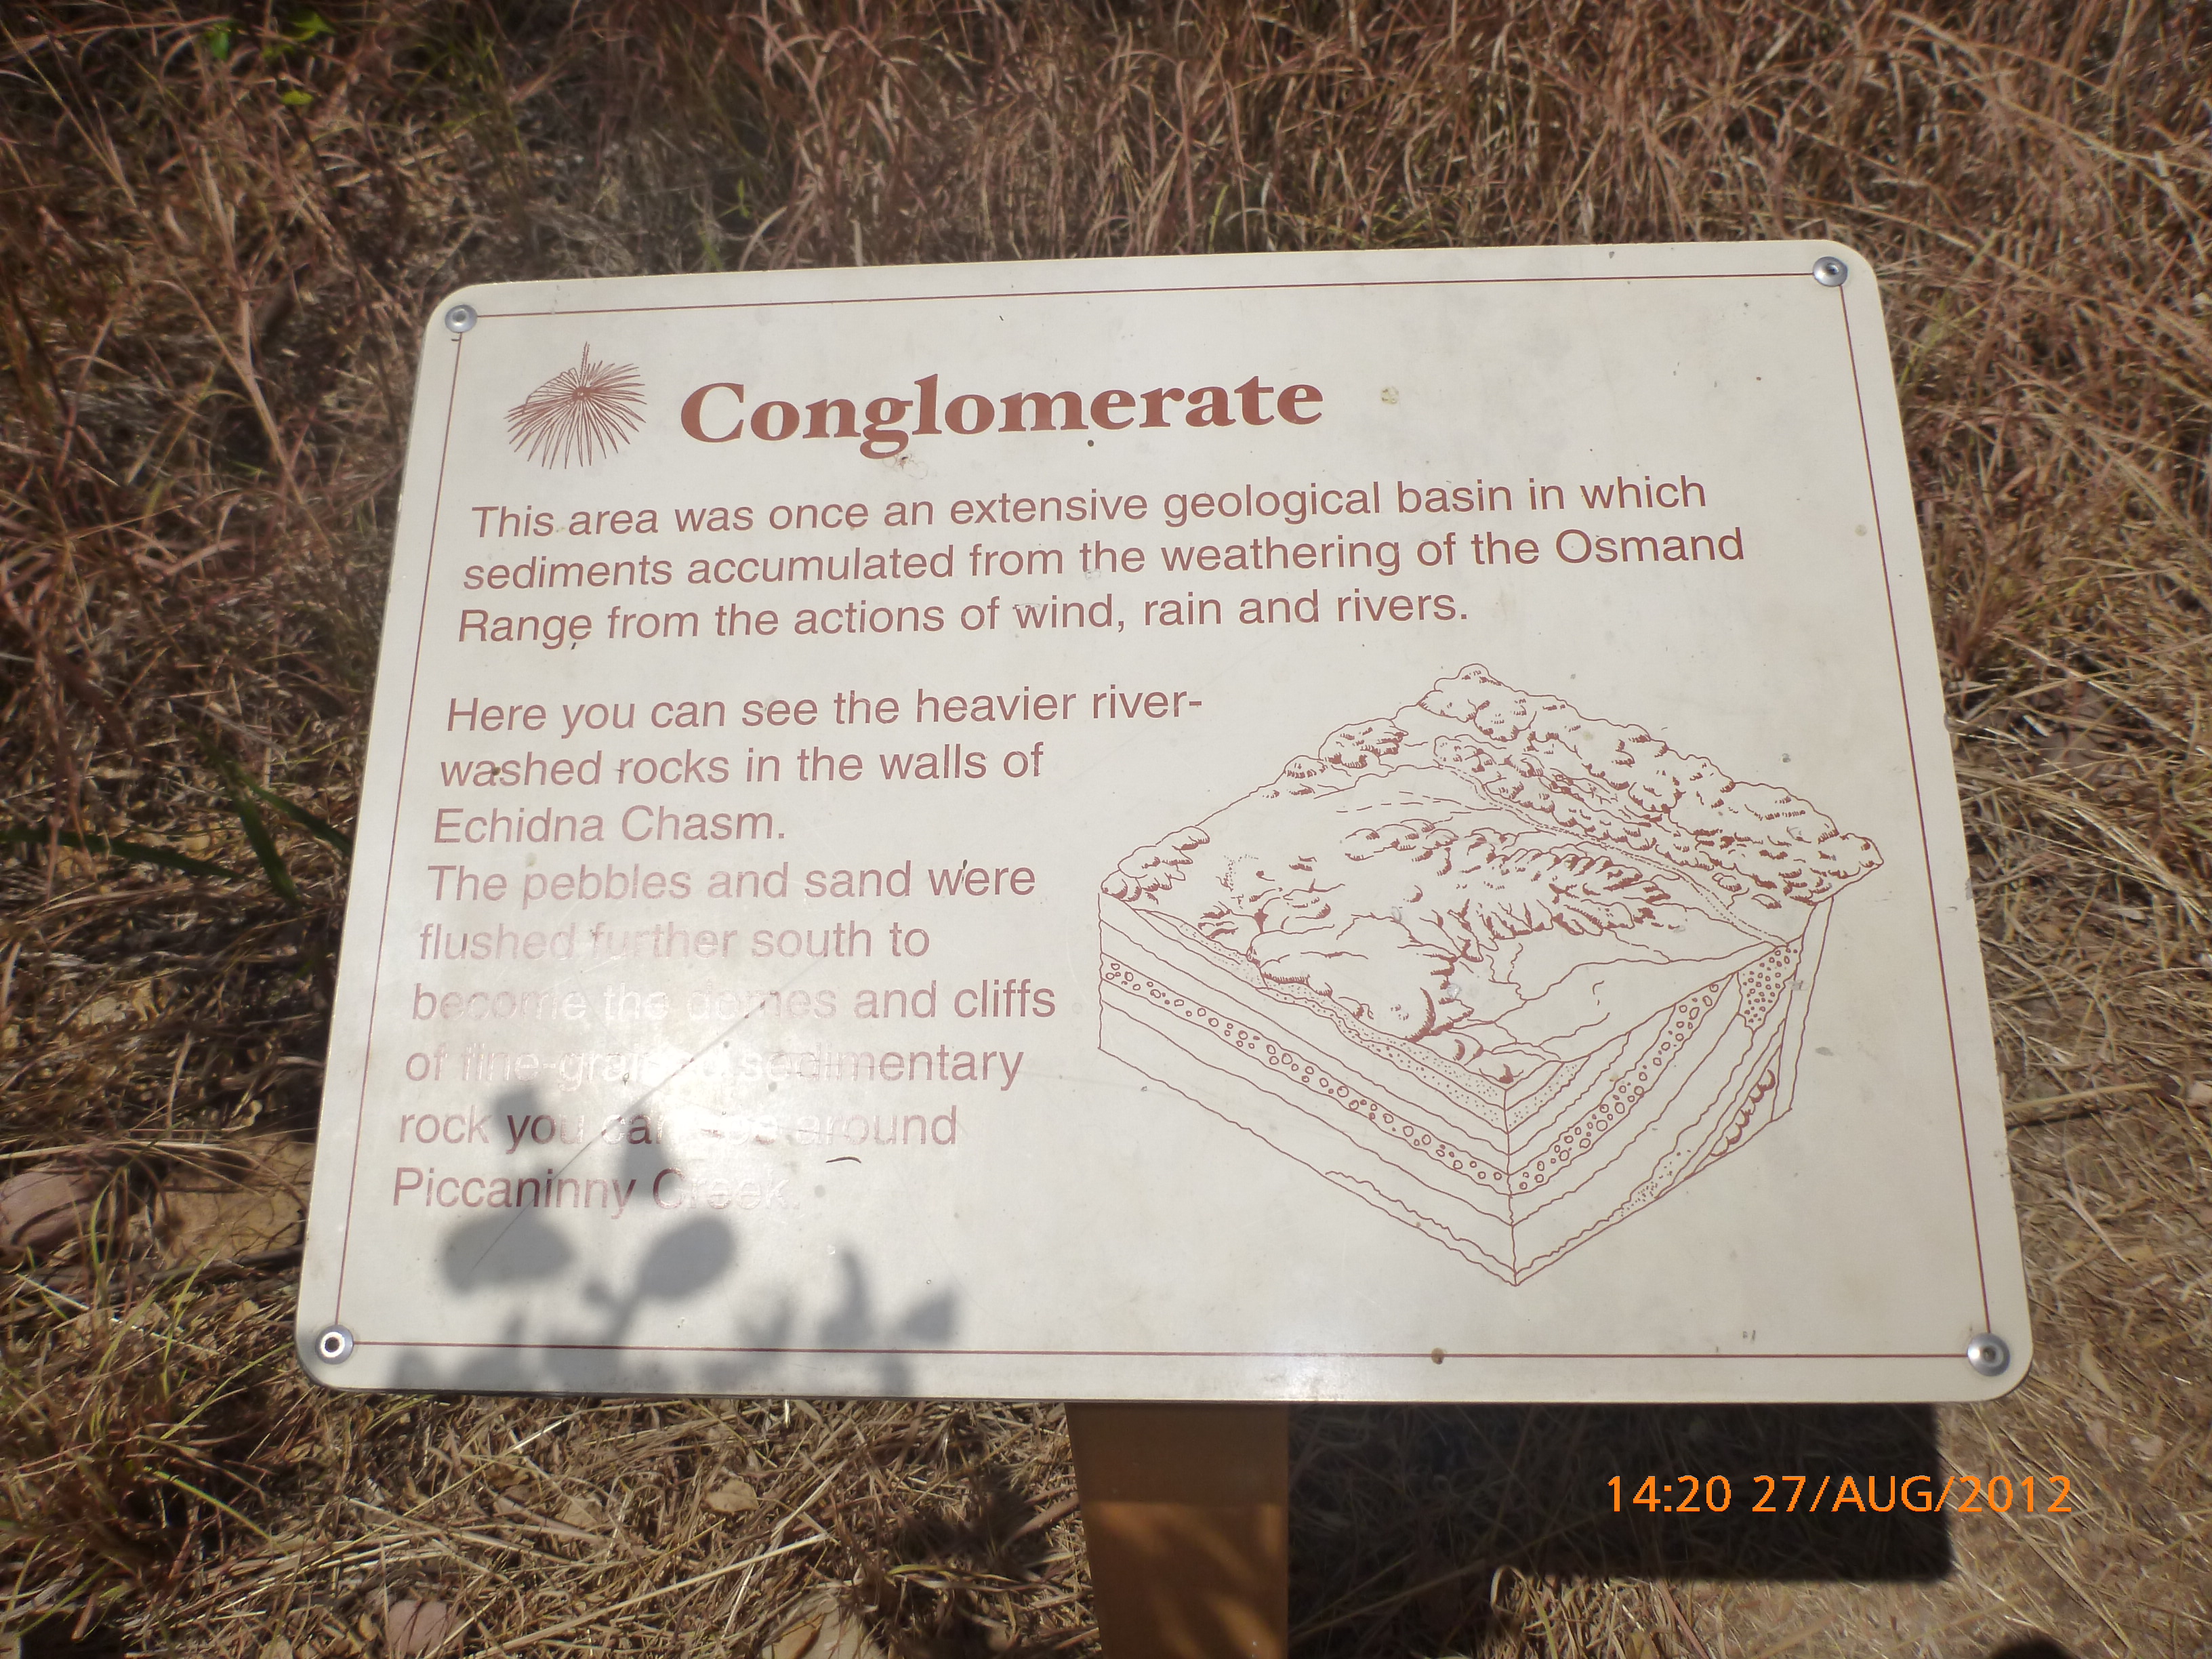 Conglomerate
This area was once an extensive geological basin in which
sediments accumulated from the weathering of the Osmand
Range from the actions of wind, rain and rivers.
Here you can see the heavier river-
washed rocks in the walls of
Echidna Chasm.
The pebbles and sand were
flushed further south to
become the domes and cliffs
of fine-grained sedimentary
rock you can see around
Piccaninny Creek.
14:20 27/AUG/2012